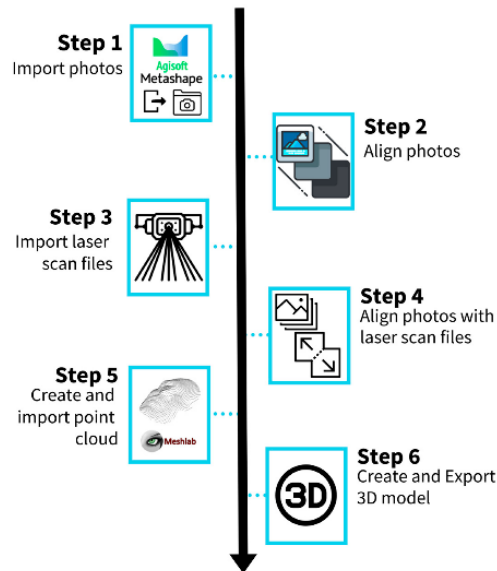 Step 1
Import photos
Agisoft
Metashape
Step 2
Align photos
Step 3
Import laser
scan files
Step 4
Align photos with
laser scan files
Step 5
Create and
import point
cloud
Meshlab
Step 6
Create and Export
3D model
3D